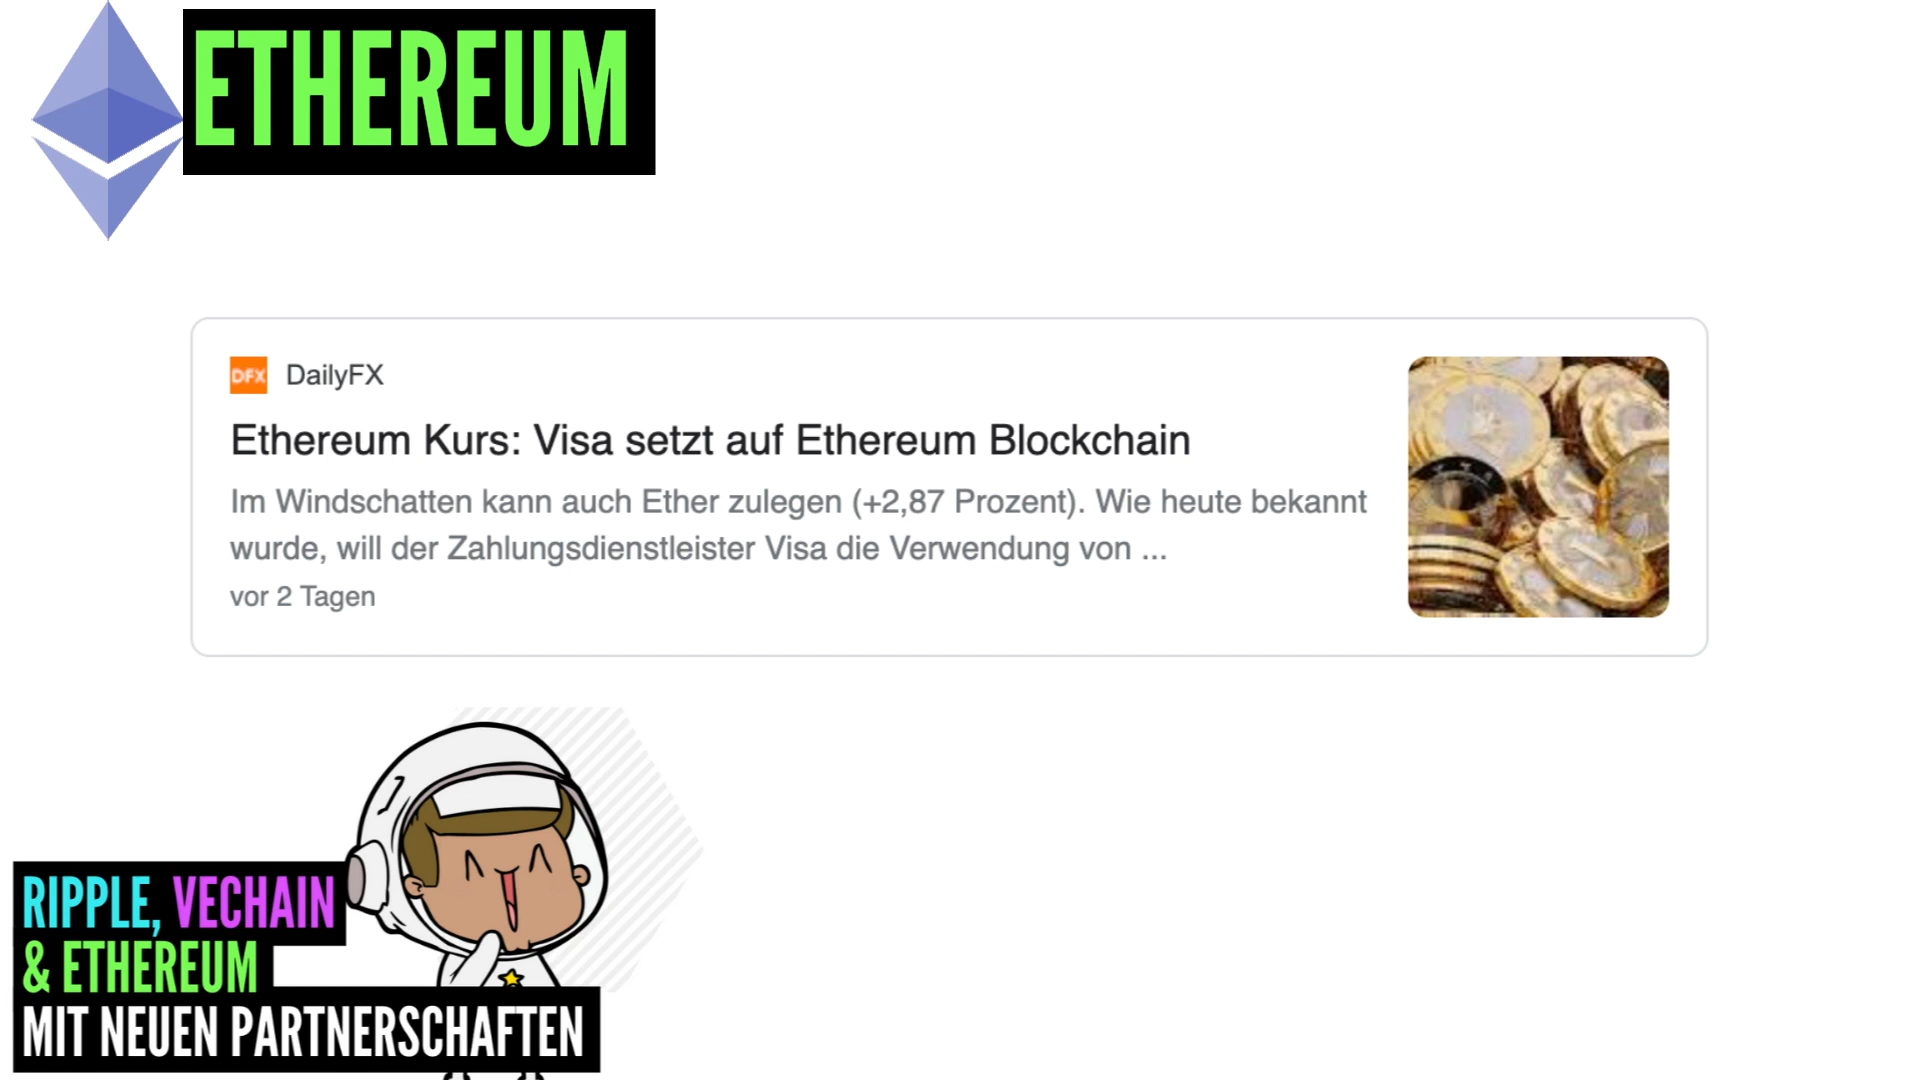 ETHEREUM
DFX DailyFX
Ethereum Kurs: Visa setzt auf Ethereum Blockchain
Im Windschatten kann auch Ether zulegen (+2,87 Prozent). Wie heute bekannt
wurde, will der Zahlungsdienstleister Visa die Verwendung von ...
vor 2 Tagen
RIPPLE, VECHAIN
& ETHEREUM
MIT NEUEN PARTNERSCHAFTEN